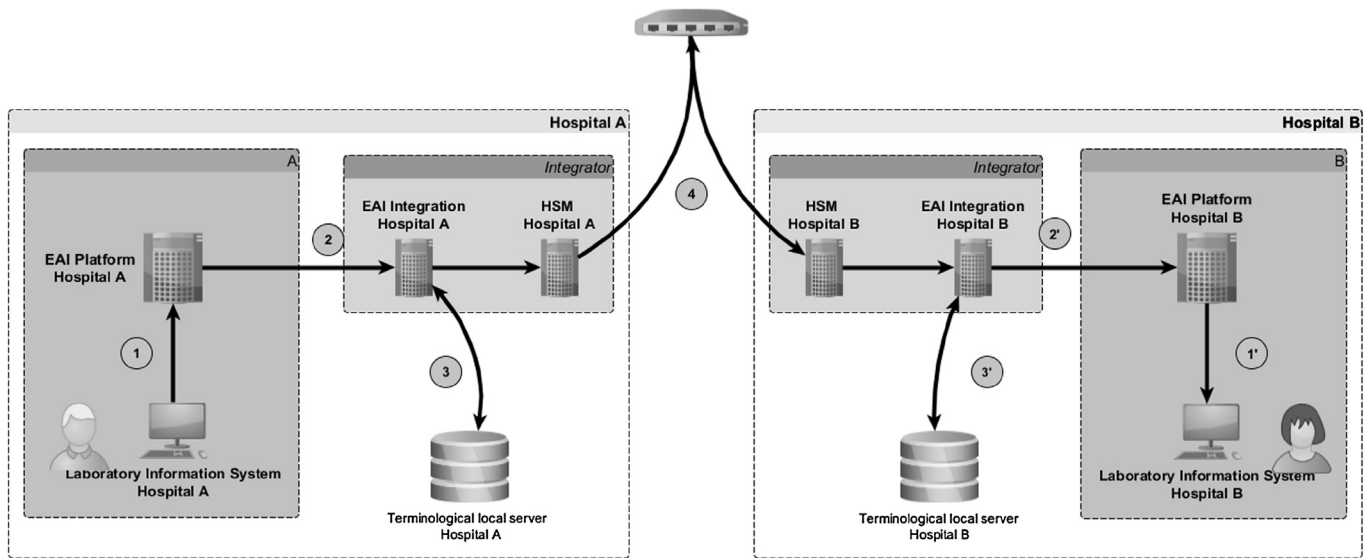 Hospital A
A
Integrator
EAI Integration
Hospital A
HSM
Hospital A
2
EAI Platform
Hospital A
1
3
Laboratory Information System
Hospital A
Terminological local server
Hospital A
4
Hospital B
Integrator
B
HSM
Hospital B
EAI Integration
Hospital B
2'
EAI Platform
Hospital B
3'
1'
Laboratory Information System
Hospital B
Terminological local server
Hospital B